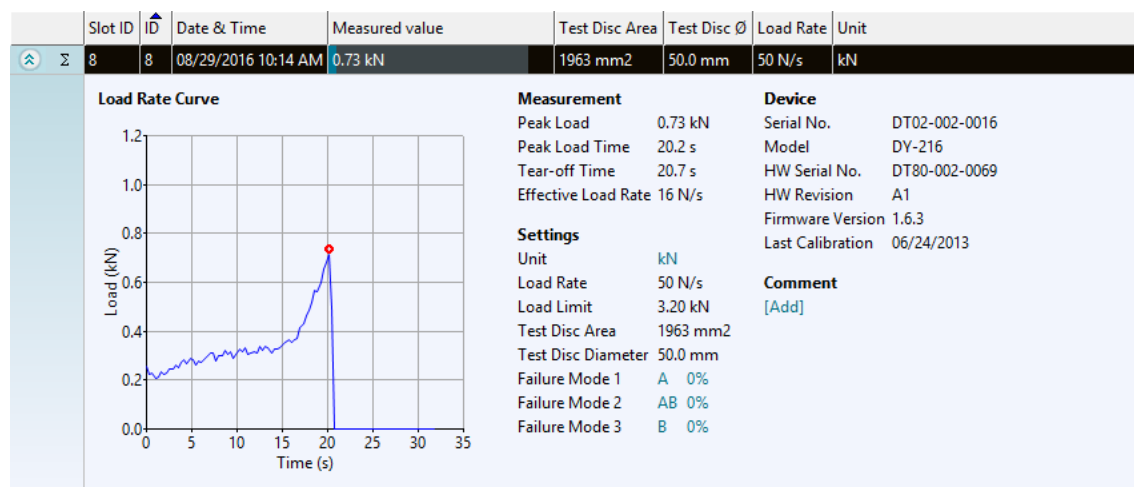 Slot ID ID Date & Time Measured value Test Disc Area Test Disc Ø Load Rate Unit
Σ 8 8 08/29/2016 10:14 AM 0.73 kN 1963 mm2 50.0 mm 50 N/s kN
Load Rate Curve
1.2
1.0
0.8
0.6
0.4
0.2
0.0
Load (kN)
0 5 10 15 20 25 30 35
Time (s)
Measurement
Peak Load 0.73 kN
Peak Load Time 20.2 s
Tear-off Time 20.7 s
Effective Load Rate 16 N/s
Settings
Unit kN
Load Rate 50 N/s
Load Limit 3.20 kN
Test Disc Area 1963 mm2
Test Disc Diameter 50.0 mm
Failure Mode 1 A 0%
Failure Mode 2 AB 0%
Failure Mode 3 B 0%
Device
Serial No. DT02-002-0016
Model DY-216
HW Serial No. DT80-002-0069
HW Revision A1
Firmware Version 1.6.3
Last Calibration 06/24/2013
Comment
[Add]